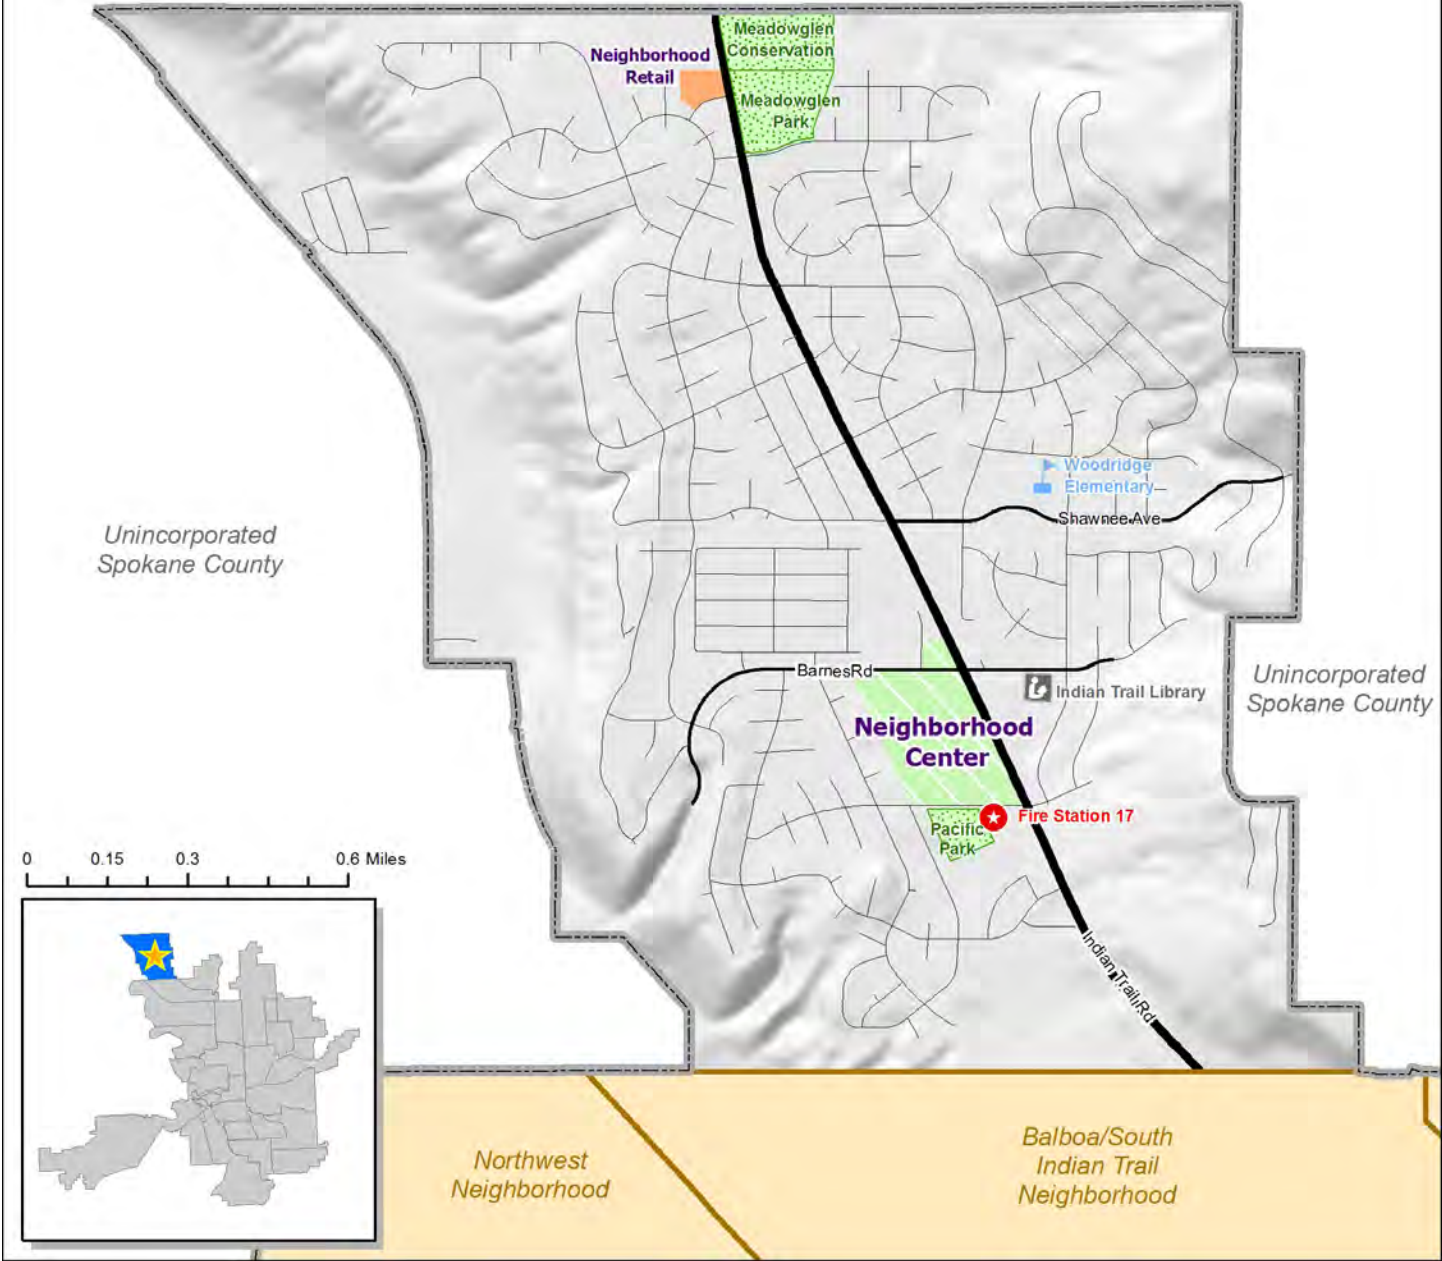 Meadowglen
Conservation
Neighborhood
Retail
Meadowglen
Park
Woodridge
Elementary
Shawnee Ave
Unincorporated
Spokane County
BarnesRd
Indian Trail Library
Unincorporated
Spokane County
Neighborhood
Center
Fire Station 17
Pacific
Park
0 0.15 0.3 0.6 Miles
Indian Trail Rd
Northwest
Neighborhood
Balboa/South
Indian Trail
Neighborhood